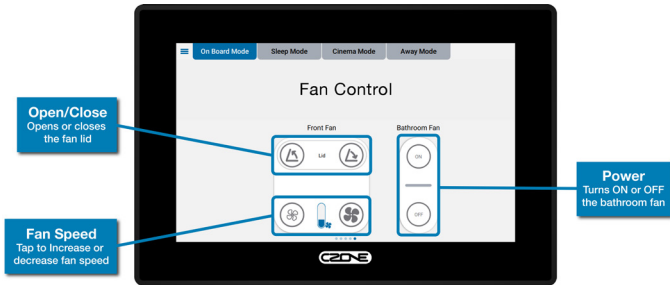 On Board Mode
Sleep Mode
Cinema Mode
Away Mode
Fan Control
Open/Close
Opens or closes
the fan lid
Front Fan
Bathroom Fan
Lid
ON
Power
Turns ON or OFF
the bathroom fan
OFF
Fan Speed
Tap to Increase or
decrease fan speed
CZONE